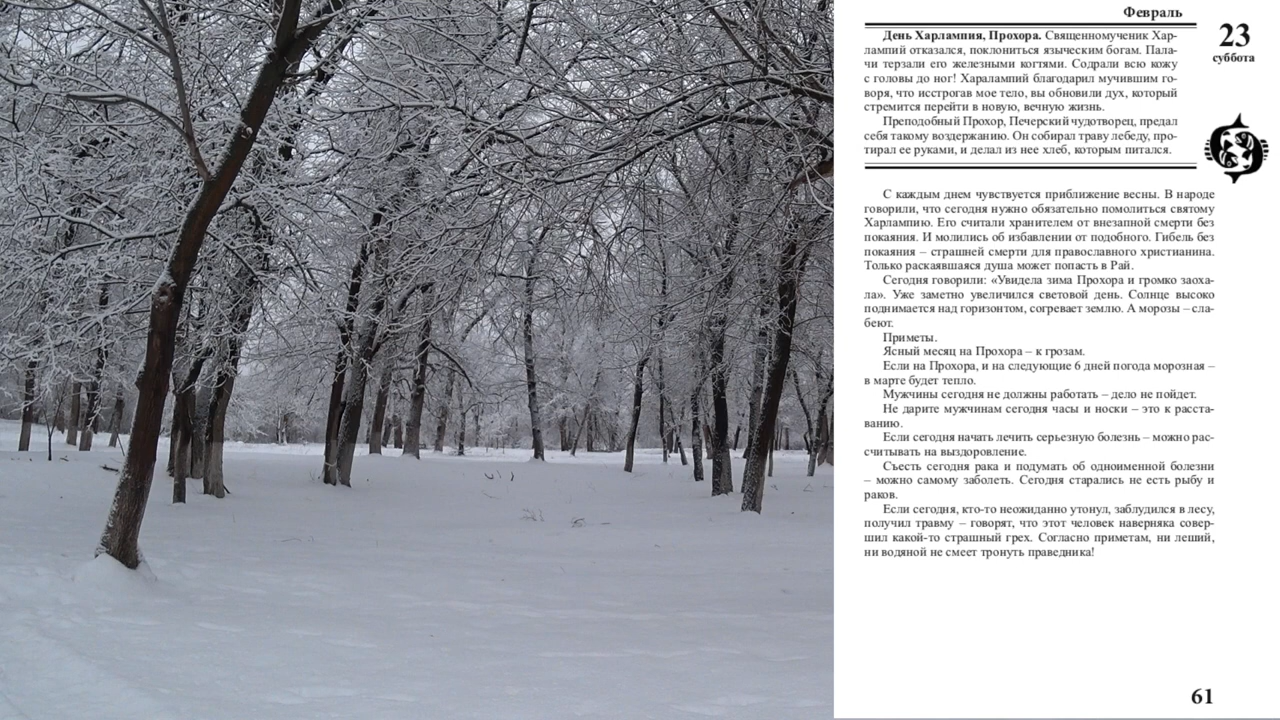 Февраль
23
суббота
День Харлампия, Прохора. Священномученик Хар-
лампий отказался, поклониться языческим богам. Пала-
чи терзали его железными когтями. Содрали всю кожу
с головы до ног! Харалампий благодарил мучившим го-
воря, что исстрогав мое тело, вы обновили дух, который
стремится перейти в новую, вечную жизнь.
Преподобный Прохор, Печерский чудотворец, предал
себя такому воздержанию. Он собирал траву лебеду, про-
тирал ее руками, и делал из нее хлеб, которым питался.
С каждым днем чувствуется приближение весны. В народе
говорили, что сегодня нужно обязательно помолиться святому
Харлампию. Его считали хранителем от внезапной смерти без
покаяния. И молились об избавлении от подобного. Гибель без
покаяния – страшней смерти для православного христианина.
Только раскаявшаяся душа может попасть в Рай.
Сегодня говорили: «Увидела зима Прохора и громко заоха-
ла». Уже заметно увеличился световой день. Солнце высоко
поднимается над горизонтом, согревает землю. А морозы – сла-
беют.
Приметы.
Ясный месяц на Прохора – к грозам.
Если на Прохора, и на следующие 6 дней погода морозная –
в марте будет тепло.
Мужчины сегодня не должны работать – дело не пойдет.
Не дарите мужчинам сегодня часы и носки – это к расста-
ванию.
Если сегодня начать лечить серьезную болезнь – можно рас-
считывать на выздоровление.
Съесть сегодня рака и подумать об одноименной болезни
– можно самому заболеть. Сегодня старались не есть рыбу и
раков.
Если сегодня, кто-то неожиданно утонул, заблудился в лесу,
получил травму – говорят, что этот человек наверняка совер-
шил какой-то страшный грех. Согласно приметам, ни леший,
ни водяной не смеет тронуть праведника!
61